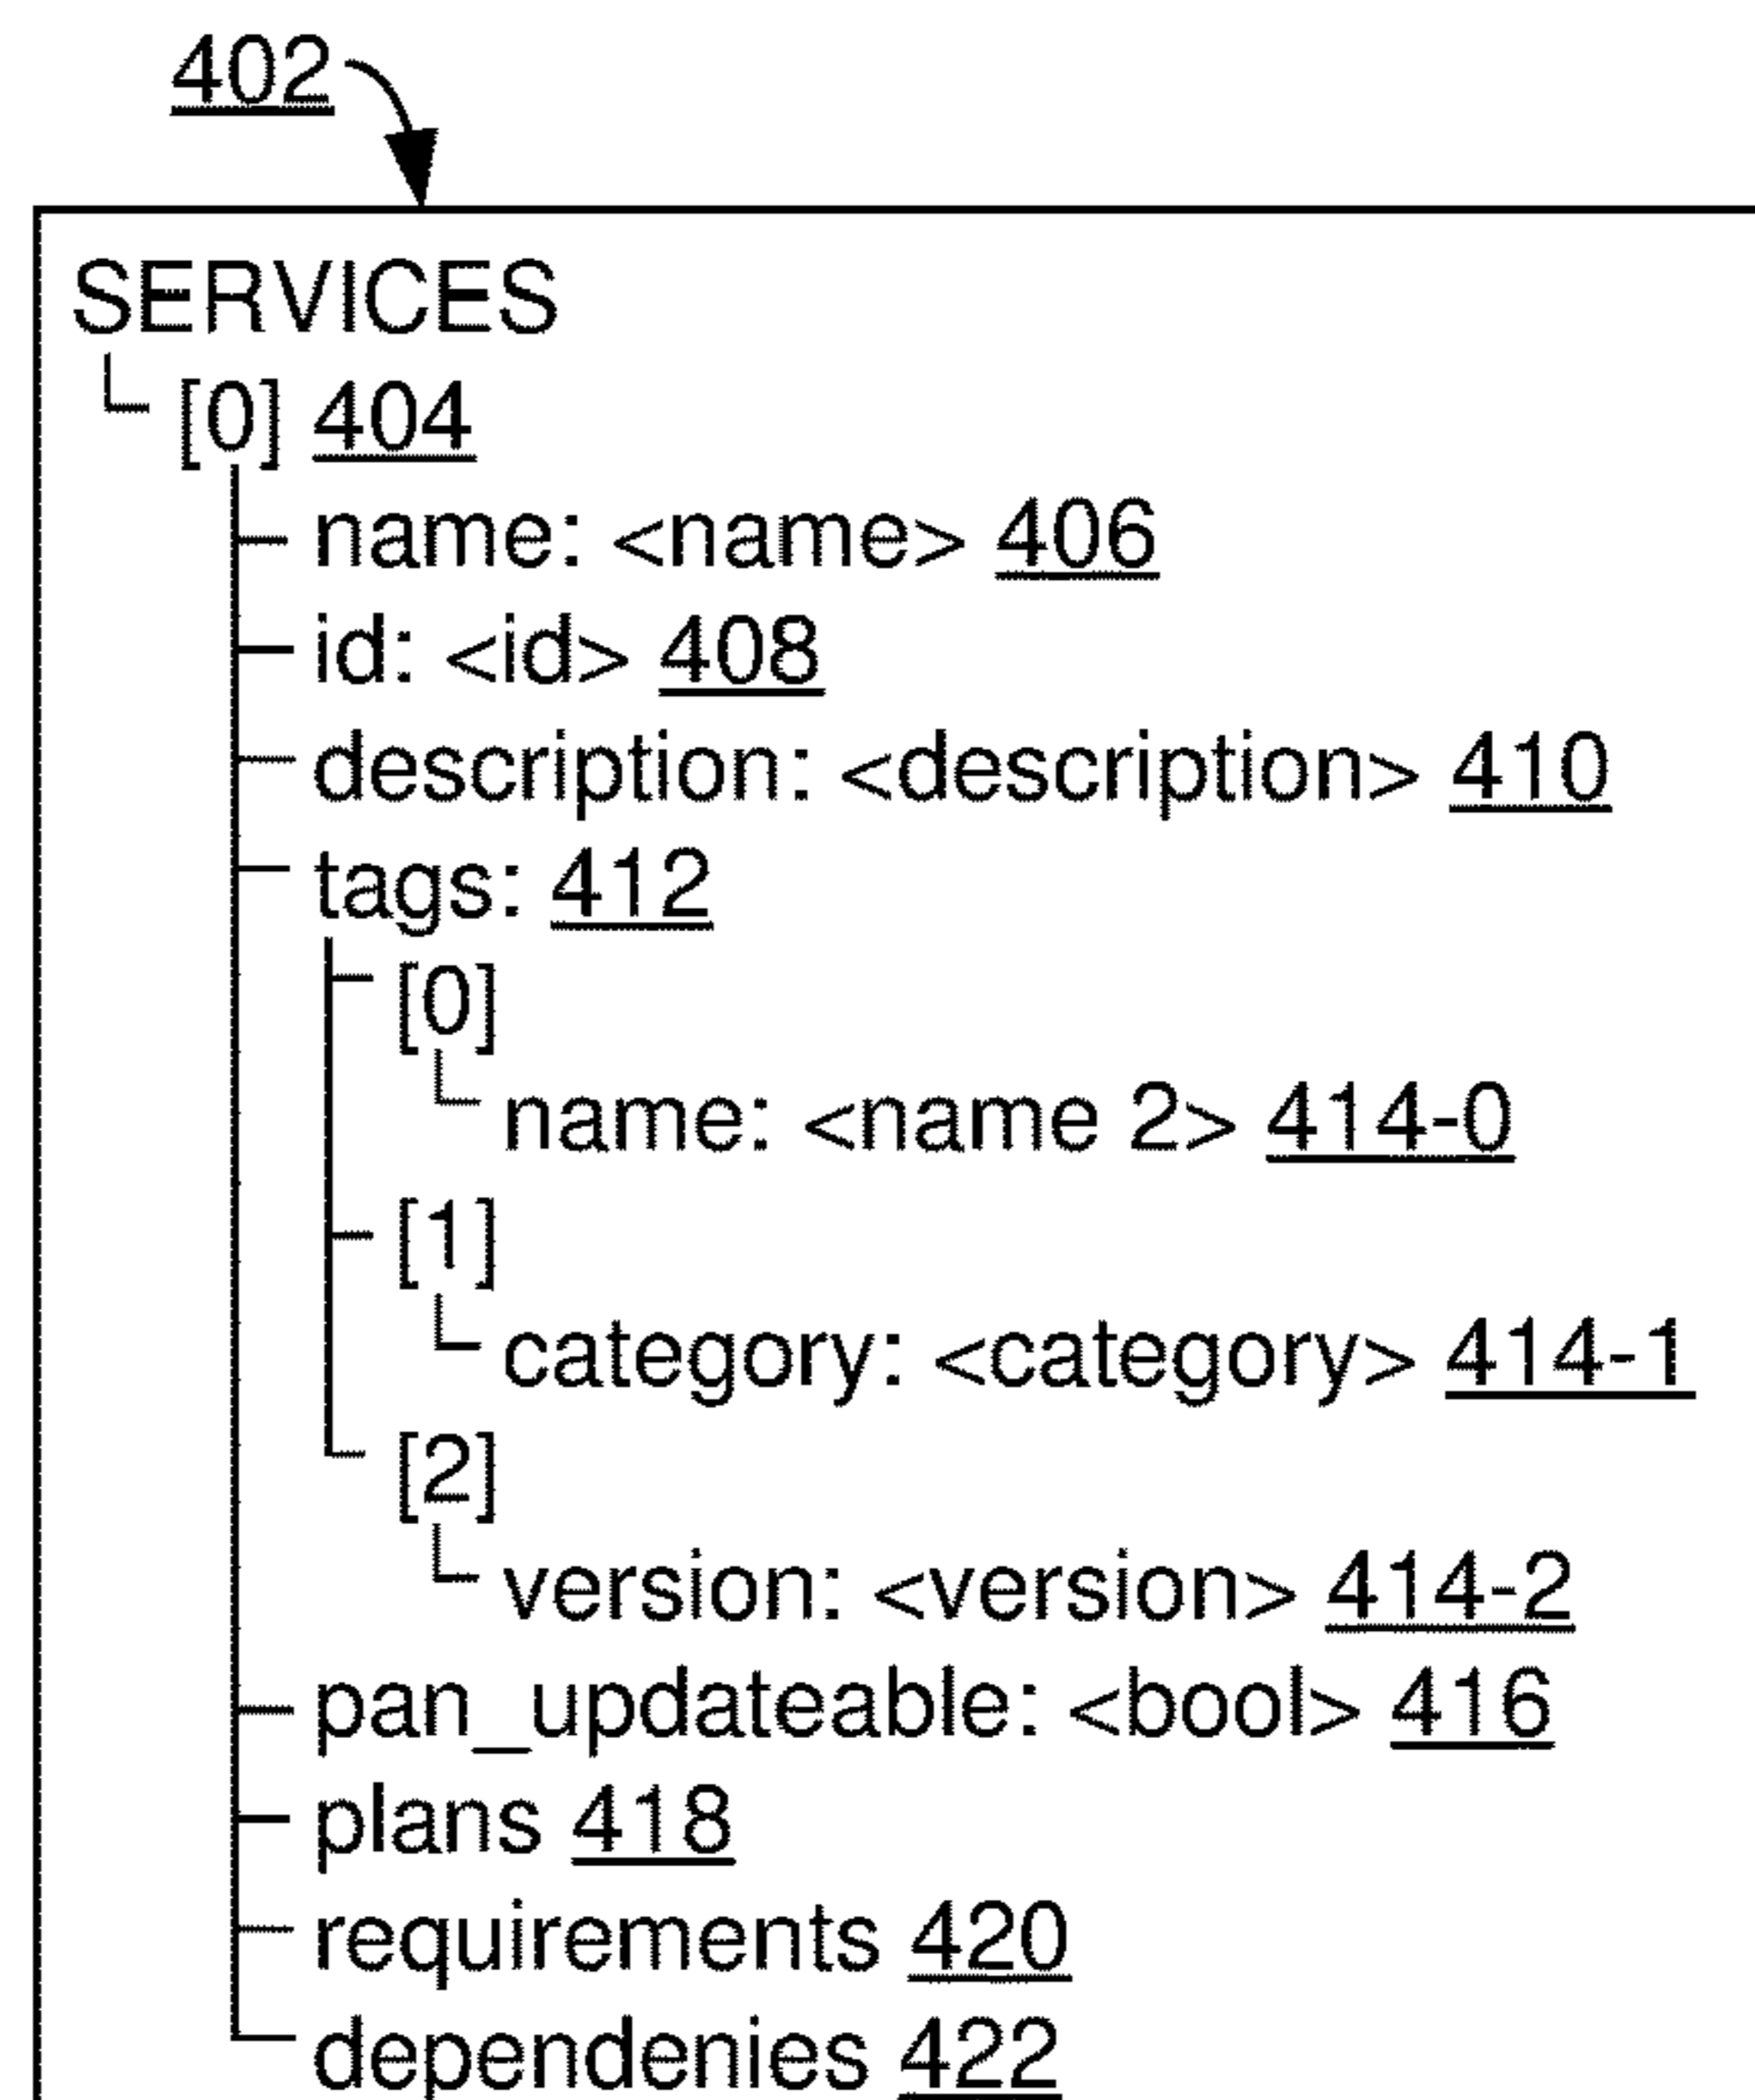 402
SERVICES
[0] 404
name: <name> 406
id: <id> 408
description: <description> 410
tags: 412
[0]
name: <name 2> 414-0
[1]
category: <category> 414-1
[2]
version: <version> 414-2
pan_updateable: <bool> 416
plans 418
requirements 420
dependenies 422